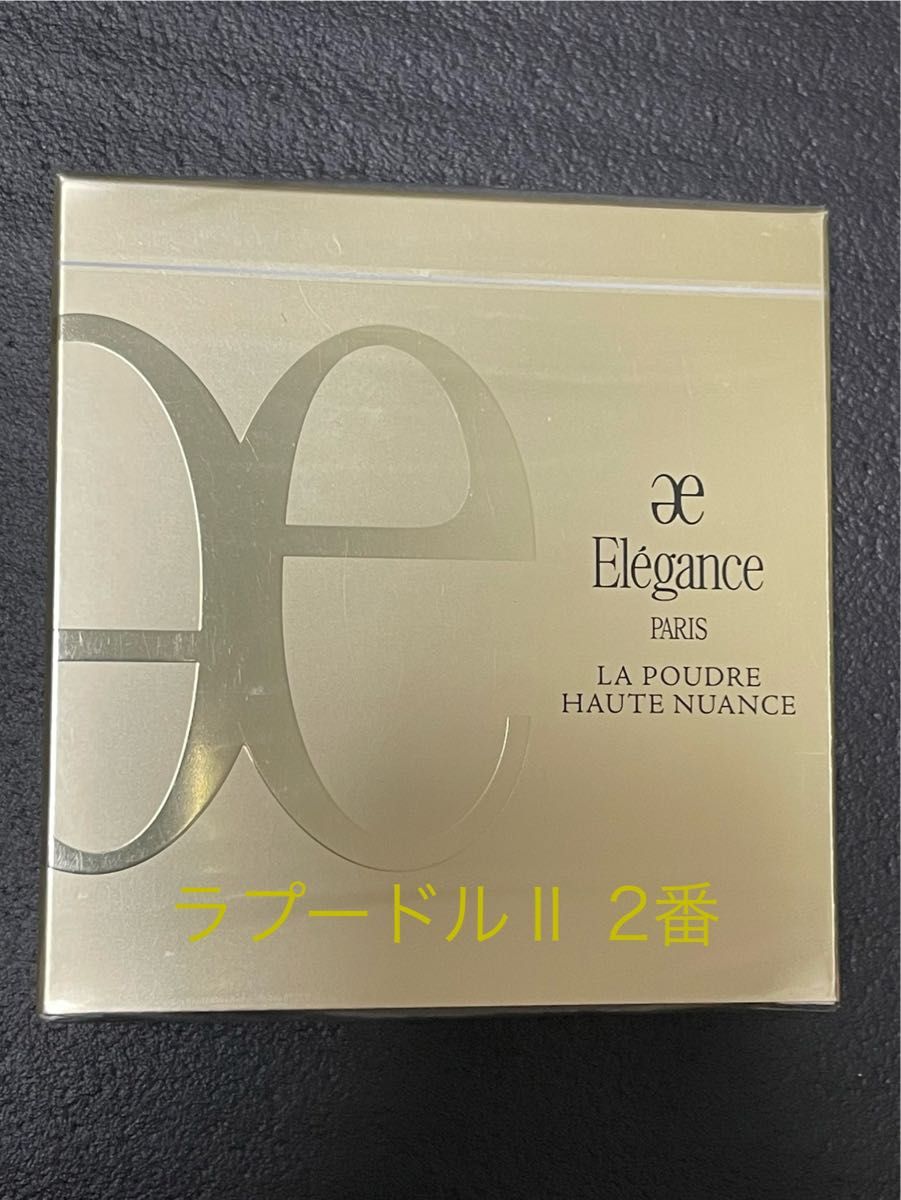 æ
Elégance
PARIS
LA POUDRE
HAUTE NUANCE
ラプードルⅡ 2番